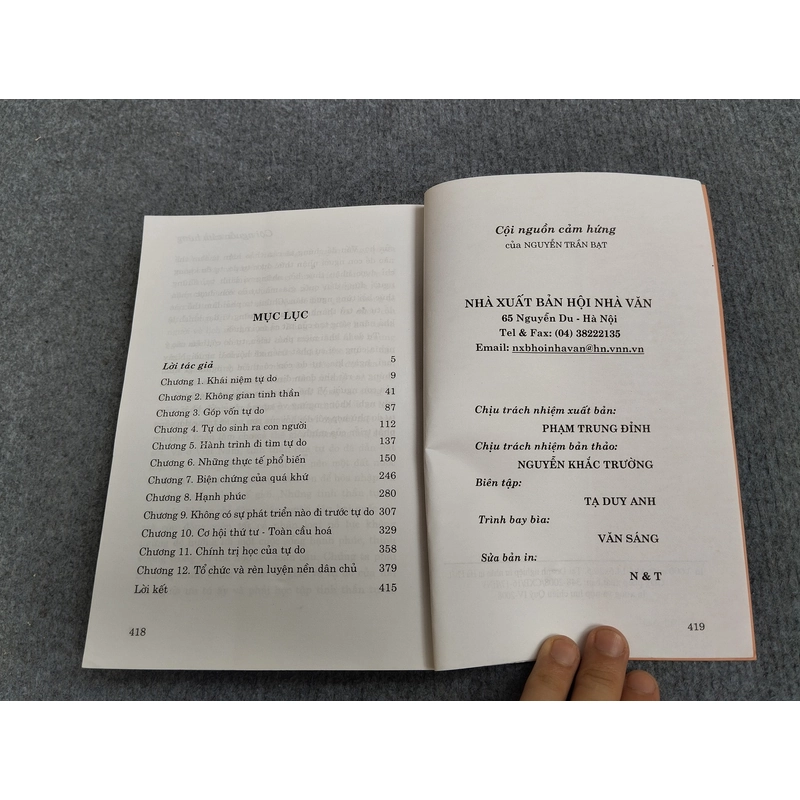 MỤC LỤC
Lời tác giả 5
Chương 1. Khái niệm tự do 9
Chương 2. Không gian tinh thần 41
Chương 3. Góp vốn tự do 87
Chương 4. Tự do sinh ra con người 112
Chương 5. Hành trình đi tìm tự do 137
Chương 6. Những thực tế phổ biến 150
Chương 7. Biện chứng của quá khứ 246
Chương 8. Hạnh phúc 280
Chương 9. Không có sự phát triển nào đi trước tự do 307
Chương 10. Cơ hội thứ tư - Toàn cầu hoá 329
Chương 11. Chính trị học của tự do 358
Chương 12. Tổ chức và rèn luyện nền dân chủ 379
Lời kết 415
418
Cội nguồn cảm hứng
của NGUYỄN TRẦN BẠT
NHÀ XUẤT BẢN HỘI NHÀ VĂN
65 Nguyễn Du - Hà Nội
Tel & Fax: (04) 38222135
Email: nxbhoinhavan@hn.vnn.vn
Chịu trách nhiệm xuất bản:
PHẠM TRUNG ĐỈNH
Chịu trách nhiệm bản thảo:
NGUYỄN KHẮC TRƯỜNG
Biên tập:
TẠ DUY ANH
Trình bay bìa:
VĂN SÁNG
Sửa bản in:
N & T
419